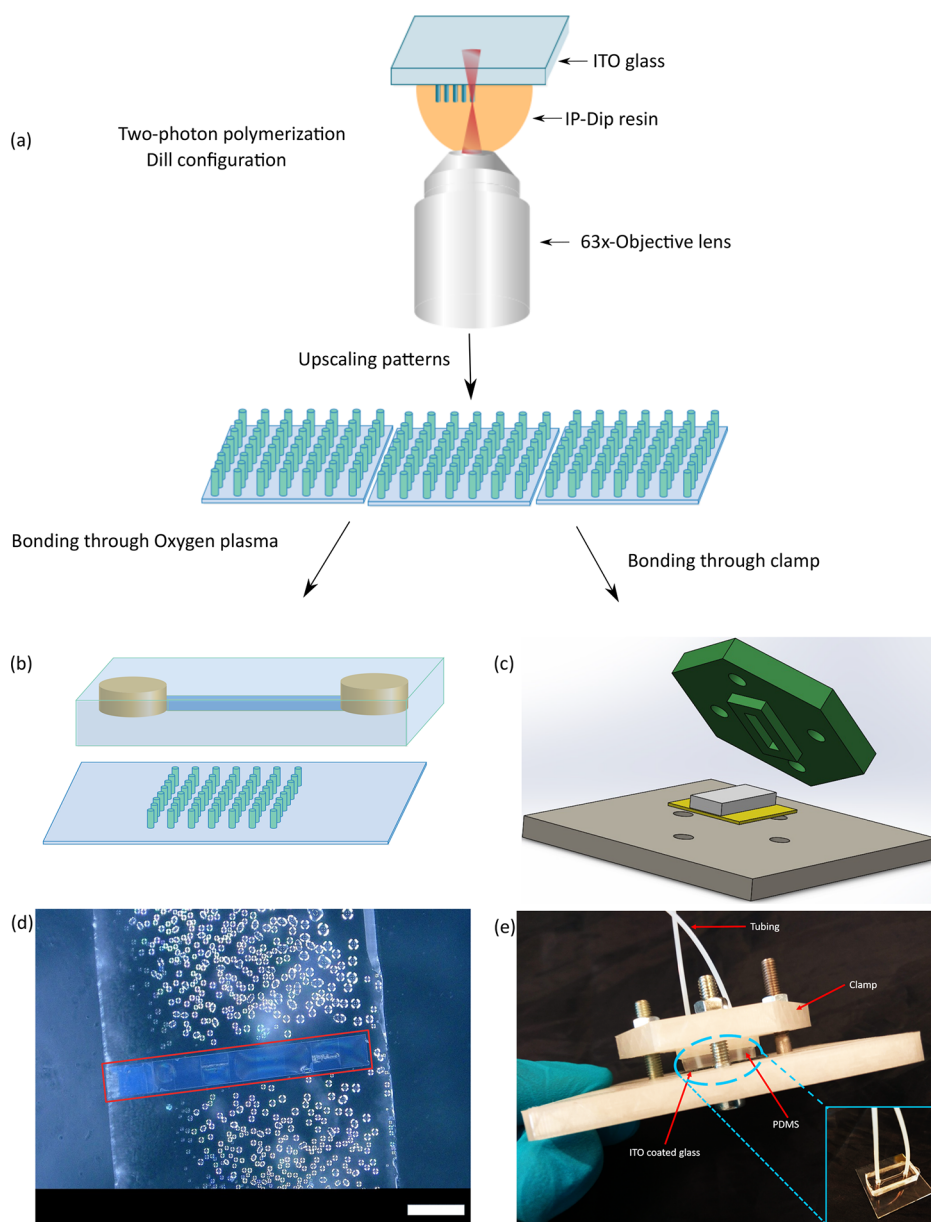 ITO glass
(a)
Two-photon polymerization
Dill configuration
IP-Dip resin
63x-Objective lens
Upscaling patterns
Bonding through Oxygen plasma
Bonding through clamp
(b)
(c)
(d)
(e)
Tubing
Clamp
PDMS
ITO coated glass